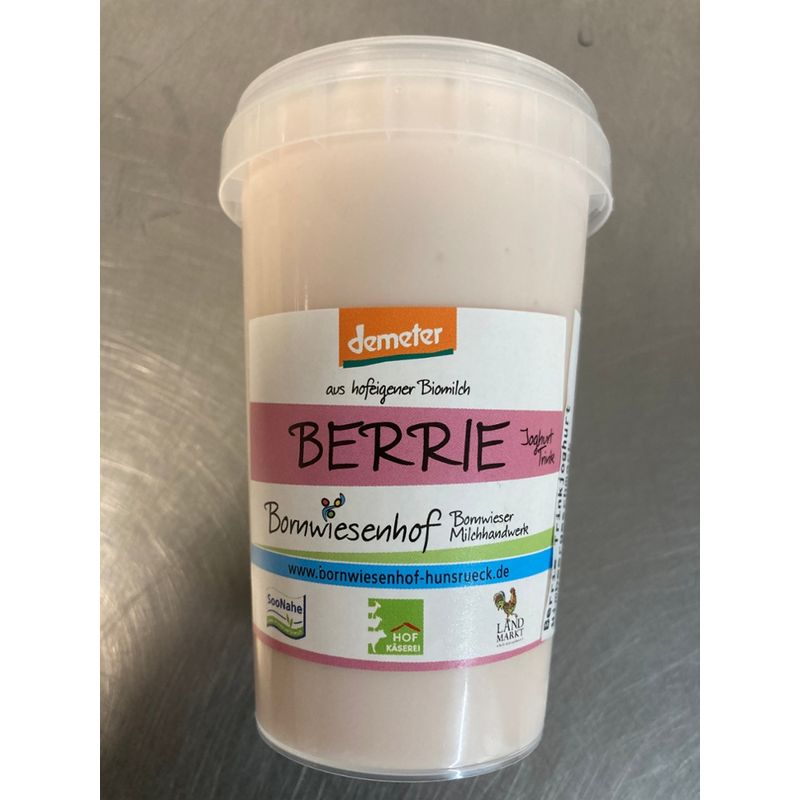 demeter
aus hofeigener Biomilch
BERRIE Joghurt
Trink
Bornwiesenhof Bornwieser
Milchhandwerk
www.bornwiesenhof-hunsrueck.de
SooNahe
HOF
KÄSEREI
LAND
MARKT
Trinkjoghurt